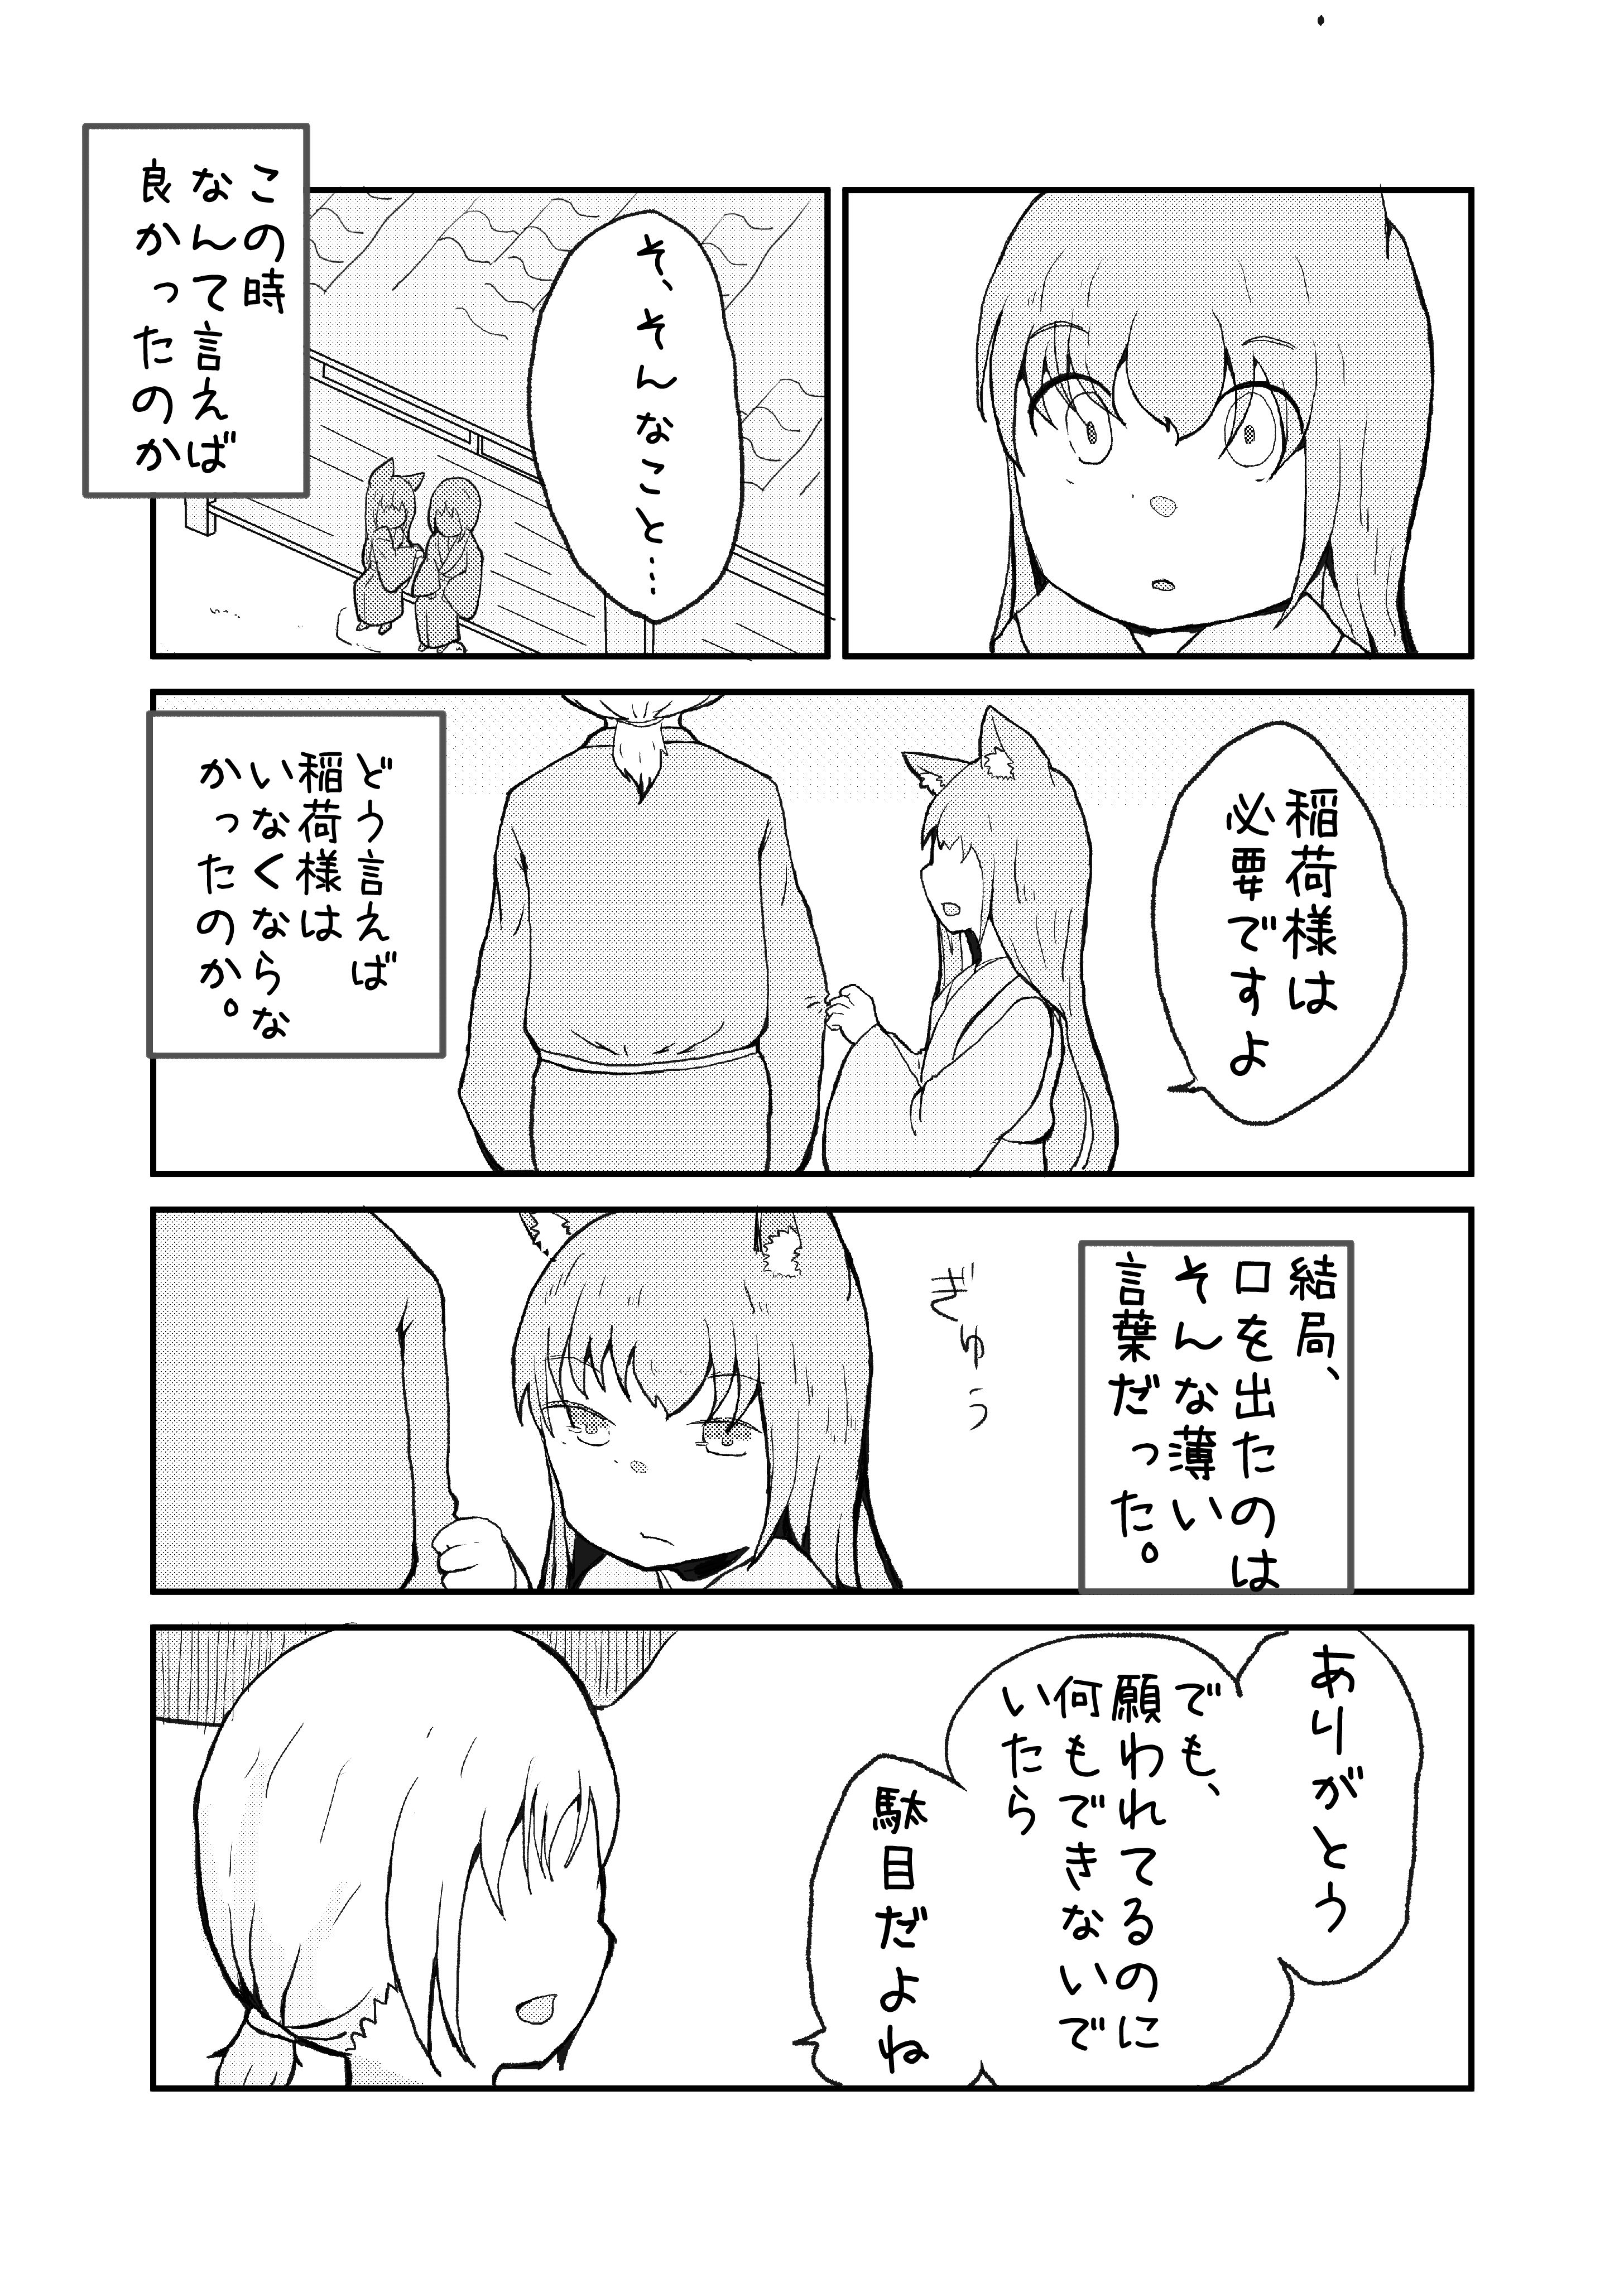 そ、そんなこと…
この時
なんて言えば
良かったのか
稲荷様は
必要ですよ
どう言えば
稲荷様は
いなくならな
かったのか。
結局、
口を出たのは
そんな薄い
言葉だった。
ぎゅぅ
ありがとう
でも、
願われてるのに
何もできないで
いたら
駄目だよね